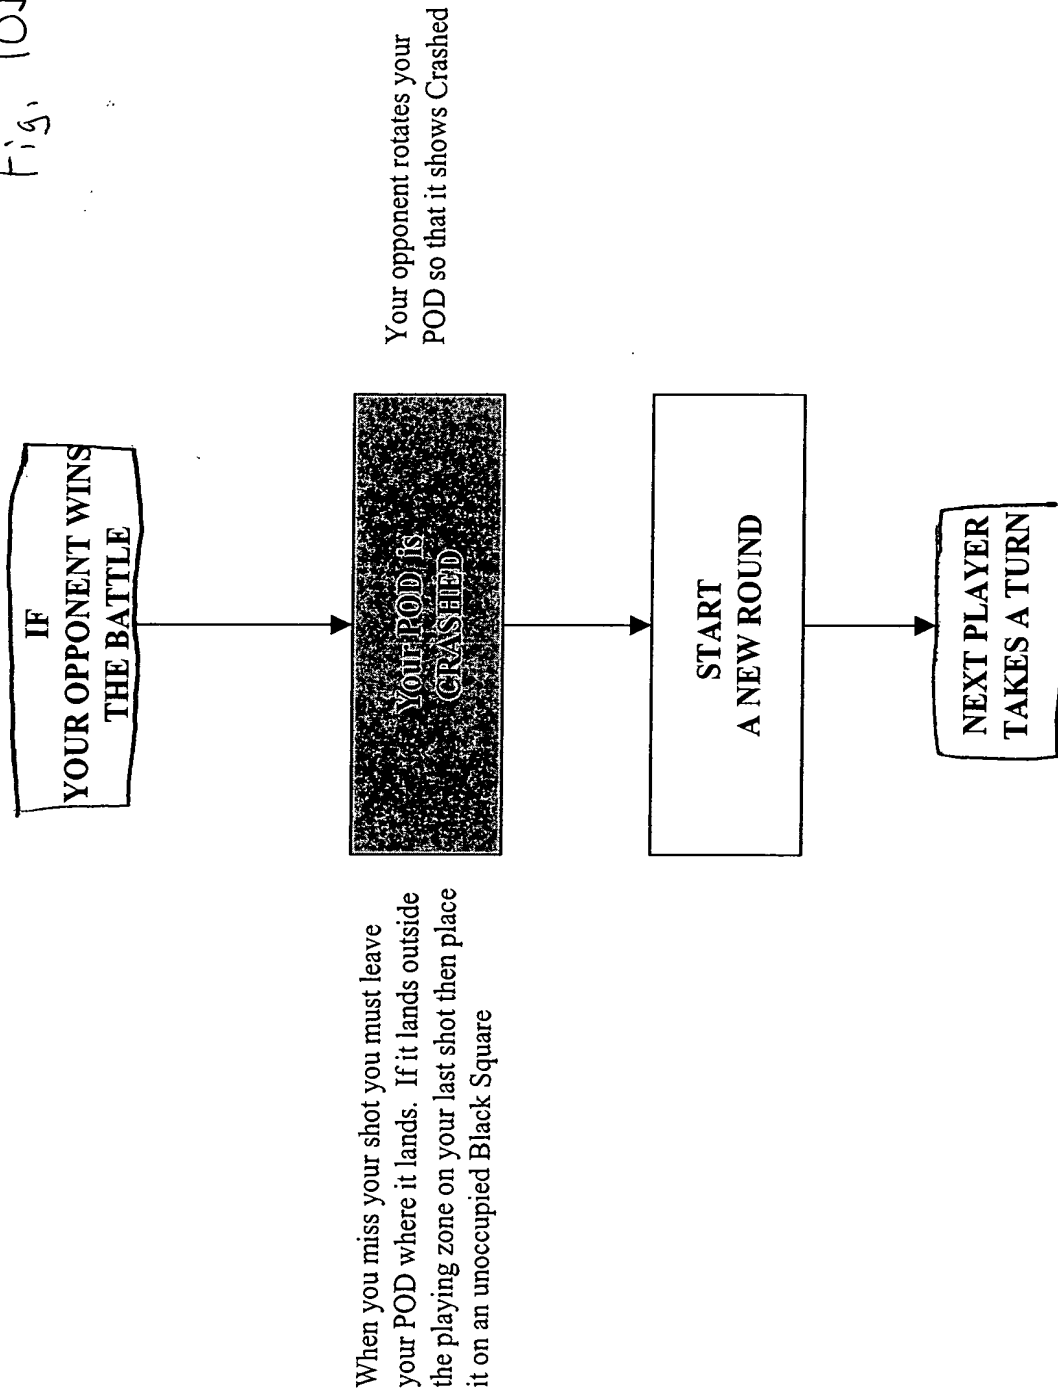 Fig.
IF
YOUR OPPONENT WINS
THE BATTLE
When you miss your shot you must leave
your POD where it lands. If it lands outside
the playing zone on your last shot then place
it on an unoccupied Black Square
Your POD is
CRASHED
Your opponent rotates your
POD so that it shows Crashed
START
A NEW ROUND
NEXT PLAYER
TAKES A TURN